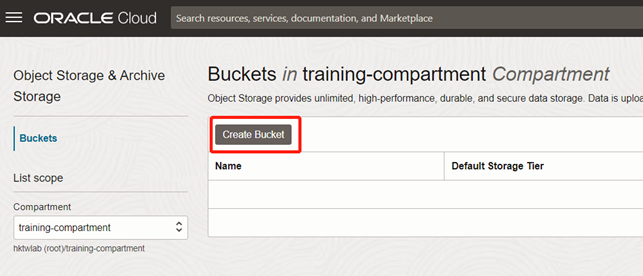 ORACLE Cloud
Search resources, services, documentation, and Marketplace
Object Storage & Archive
Storage
Buckets
List scope
Compartment
training-compartment
hktwlab (root)/training-compartment
Buckets in training-compartment Compartment
Object Storage provides unlimited, high-performance, durable, and secure data storage. Data is uploa
Create Bucket
Name
Default Storage Tier